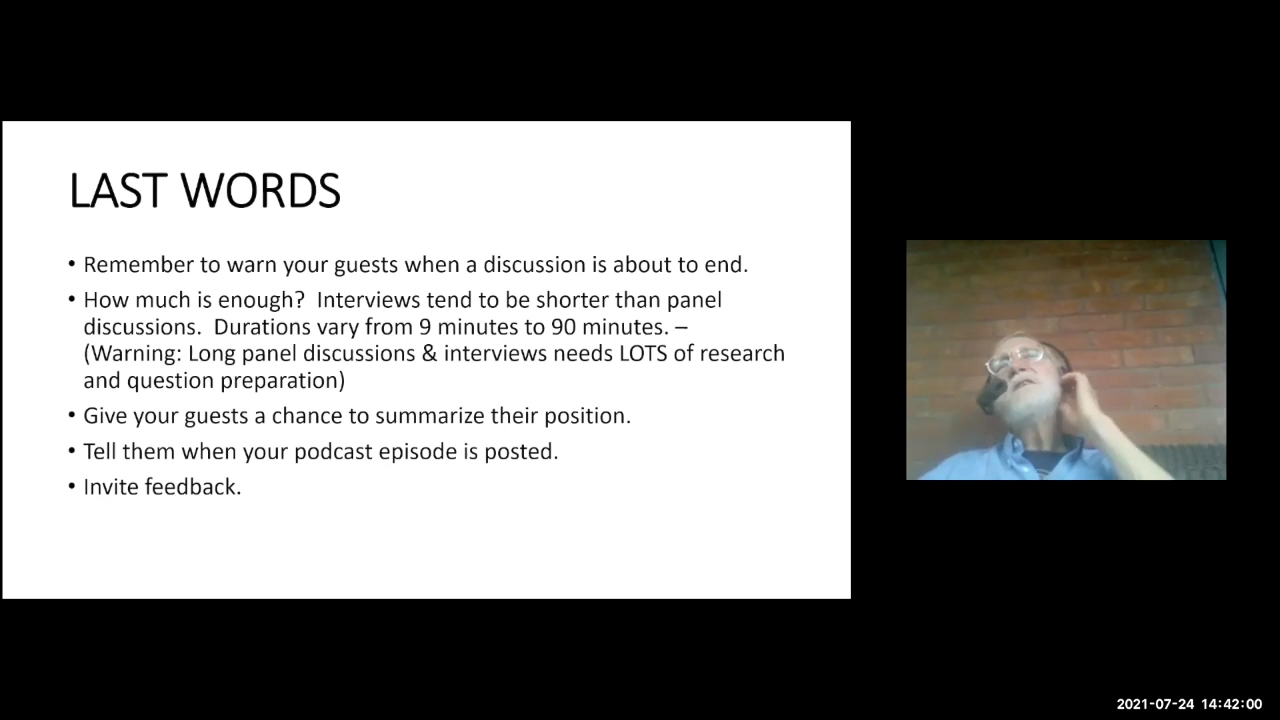 LAST WORDS
• Remember to warn your guests when a discussion is about to end.
• How much is enough?  Interviews tend to be shorter than panel
discussions.  Durations vary from 9 minutes to 90 minutes. –
(Warning: Long panel discussions & interviews needs LOTS of research
and question preparation)
• Give your guests a chance to summarize their position.
• Tell them when your podcast episode is posted.
• Invite feedback.
2021-07-24 14:42:00